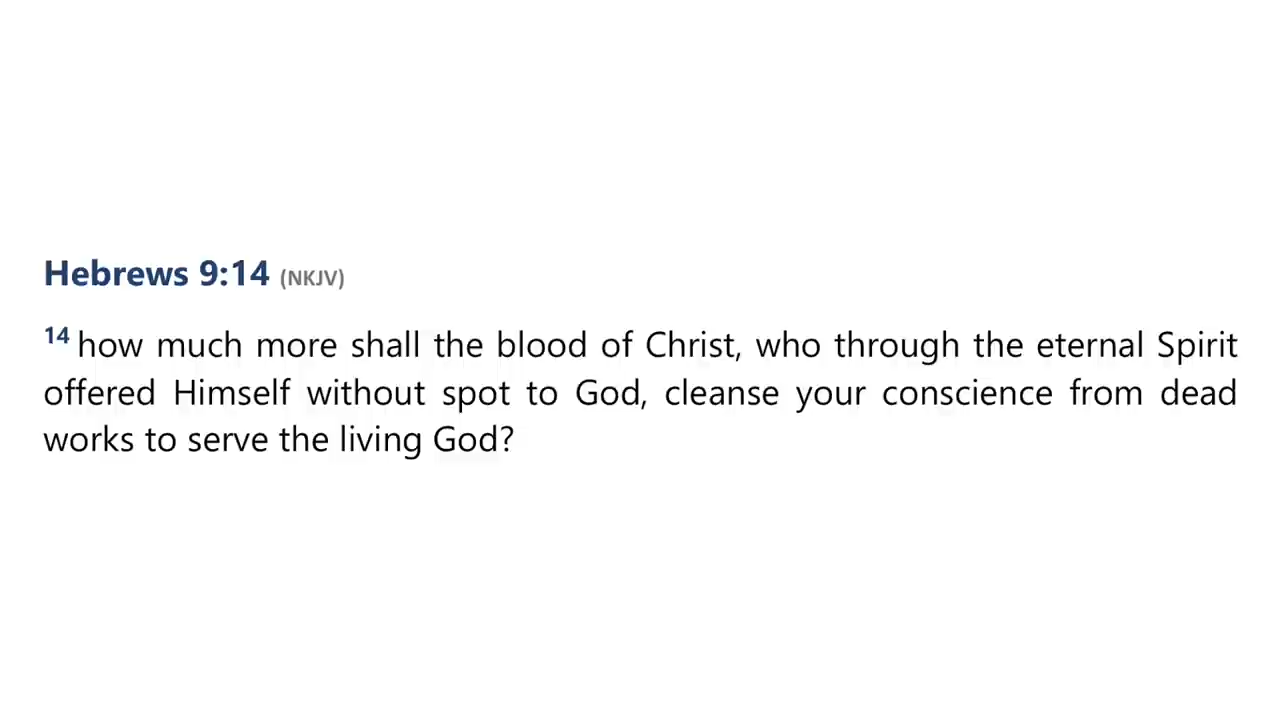 Hebrews 9:14 (NKJV)
14 how much more shall the blood of Christ, who through the eternal Spirit
offered Himself without spot to God, cleanse your conscience from dead
works to serve the living God?